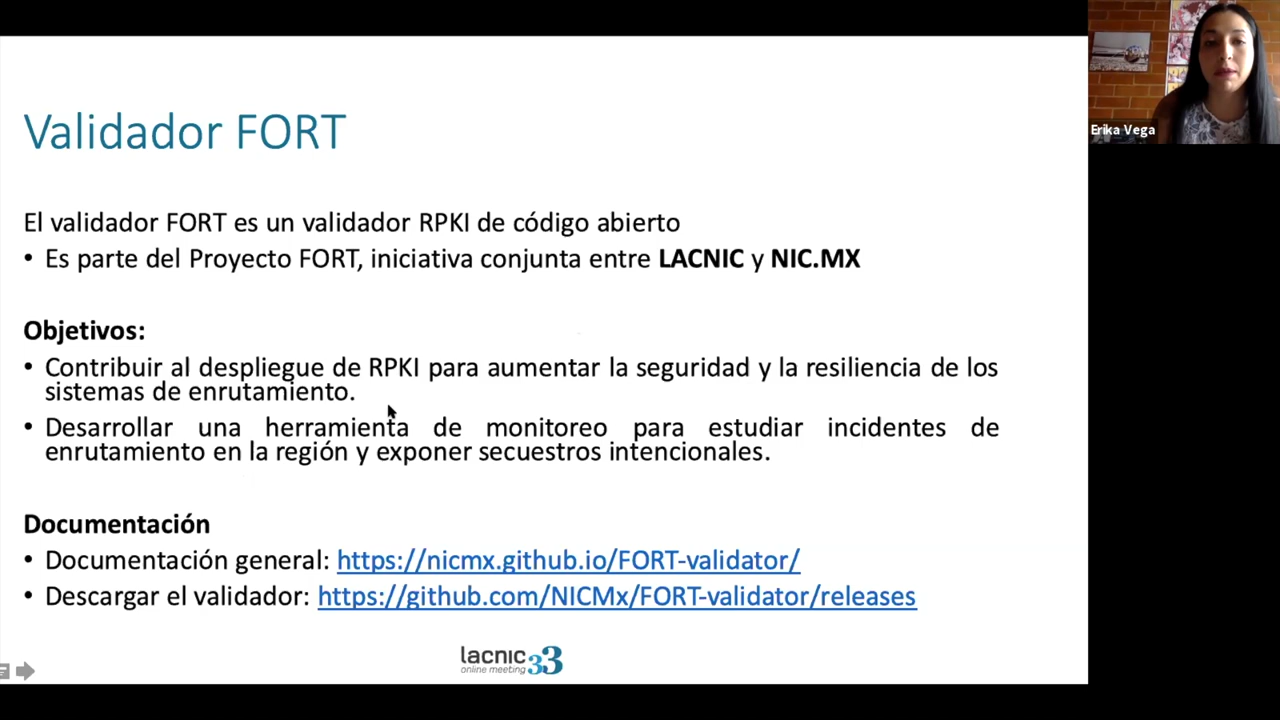 Validador FORT
El validador FORT es un validador RPKI de código abierto
• Es parte del Proyecto FORT, iniciativa conjunta entre LACNIC y NIC.MX
Objetivos:
• Contribuir al despliegue de RPKI para aumentar la seguridad y la resiliencia de los
sistemas de enrutamiento.
• Desarrollar una herramienta de monitoreo para estudiar incidentes de
enrutamiento en la región y exponer secuestros intencionales.
Documentación
• Documentación general: https://nicmx.github.io/FORT-validator/
• Descargar el validador: https://github.com/NICMx/FORT-validator/releases
lacnic 33
online meeting
Erika Vega